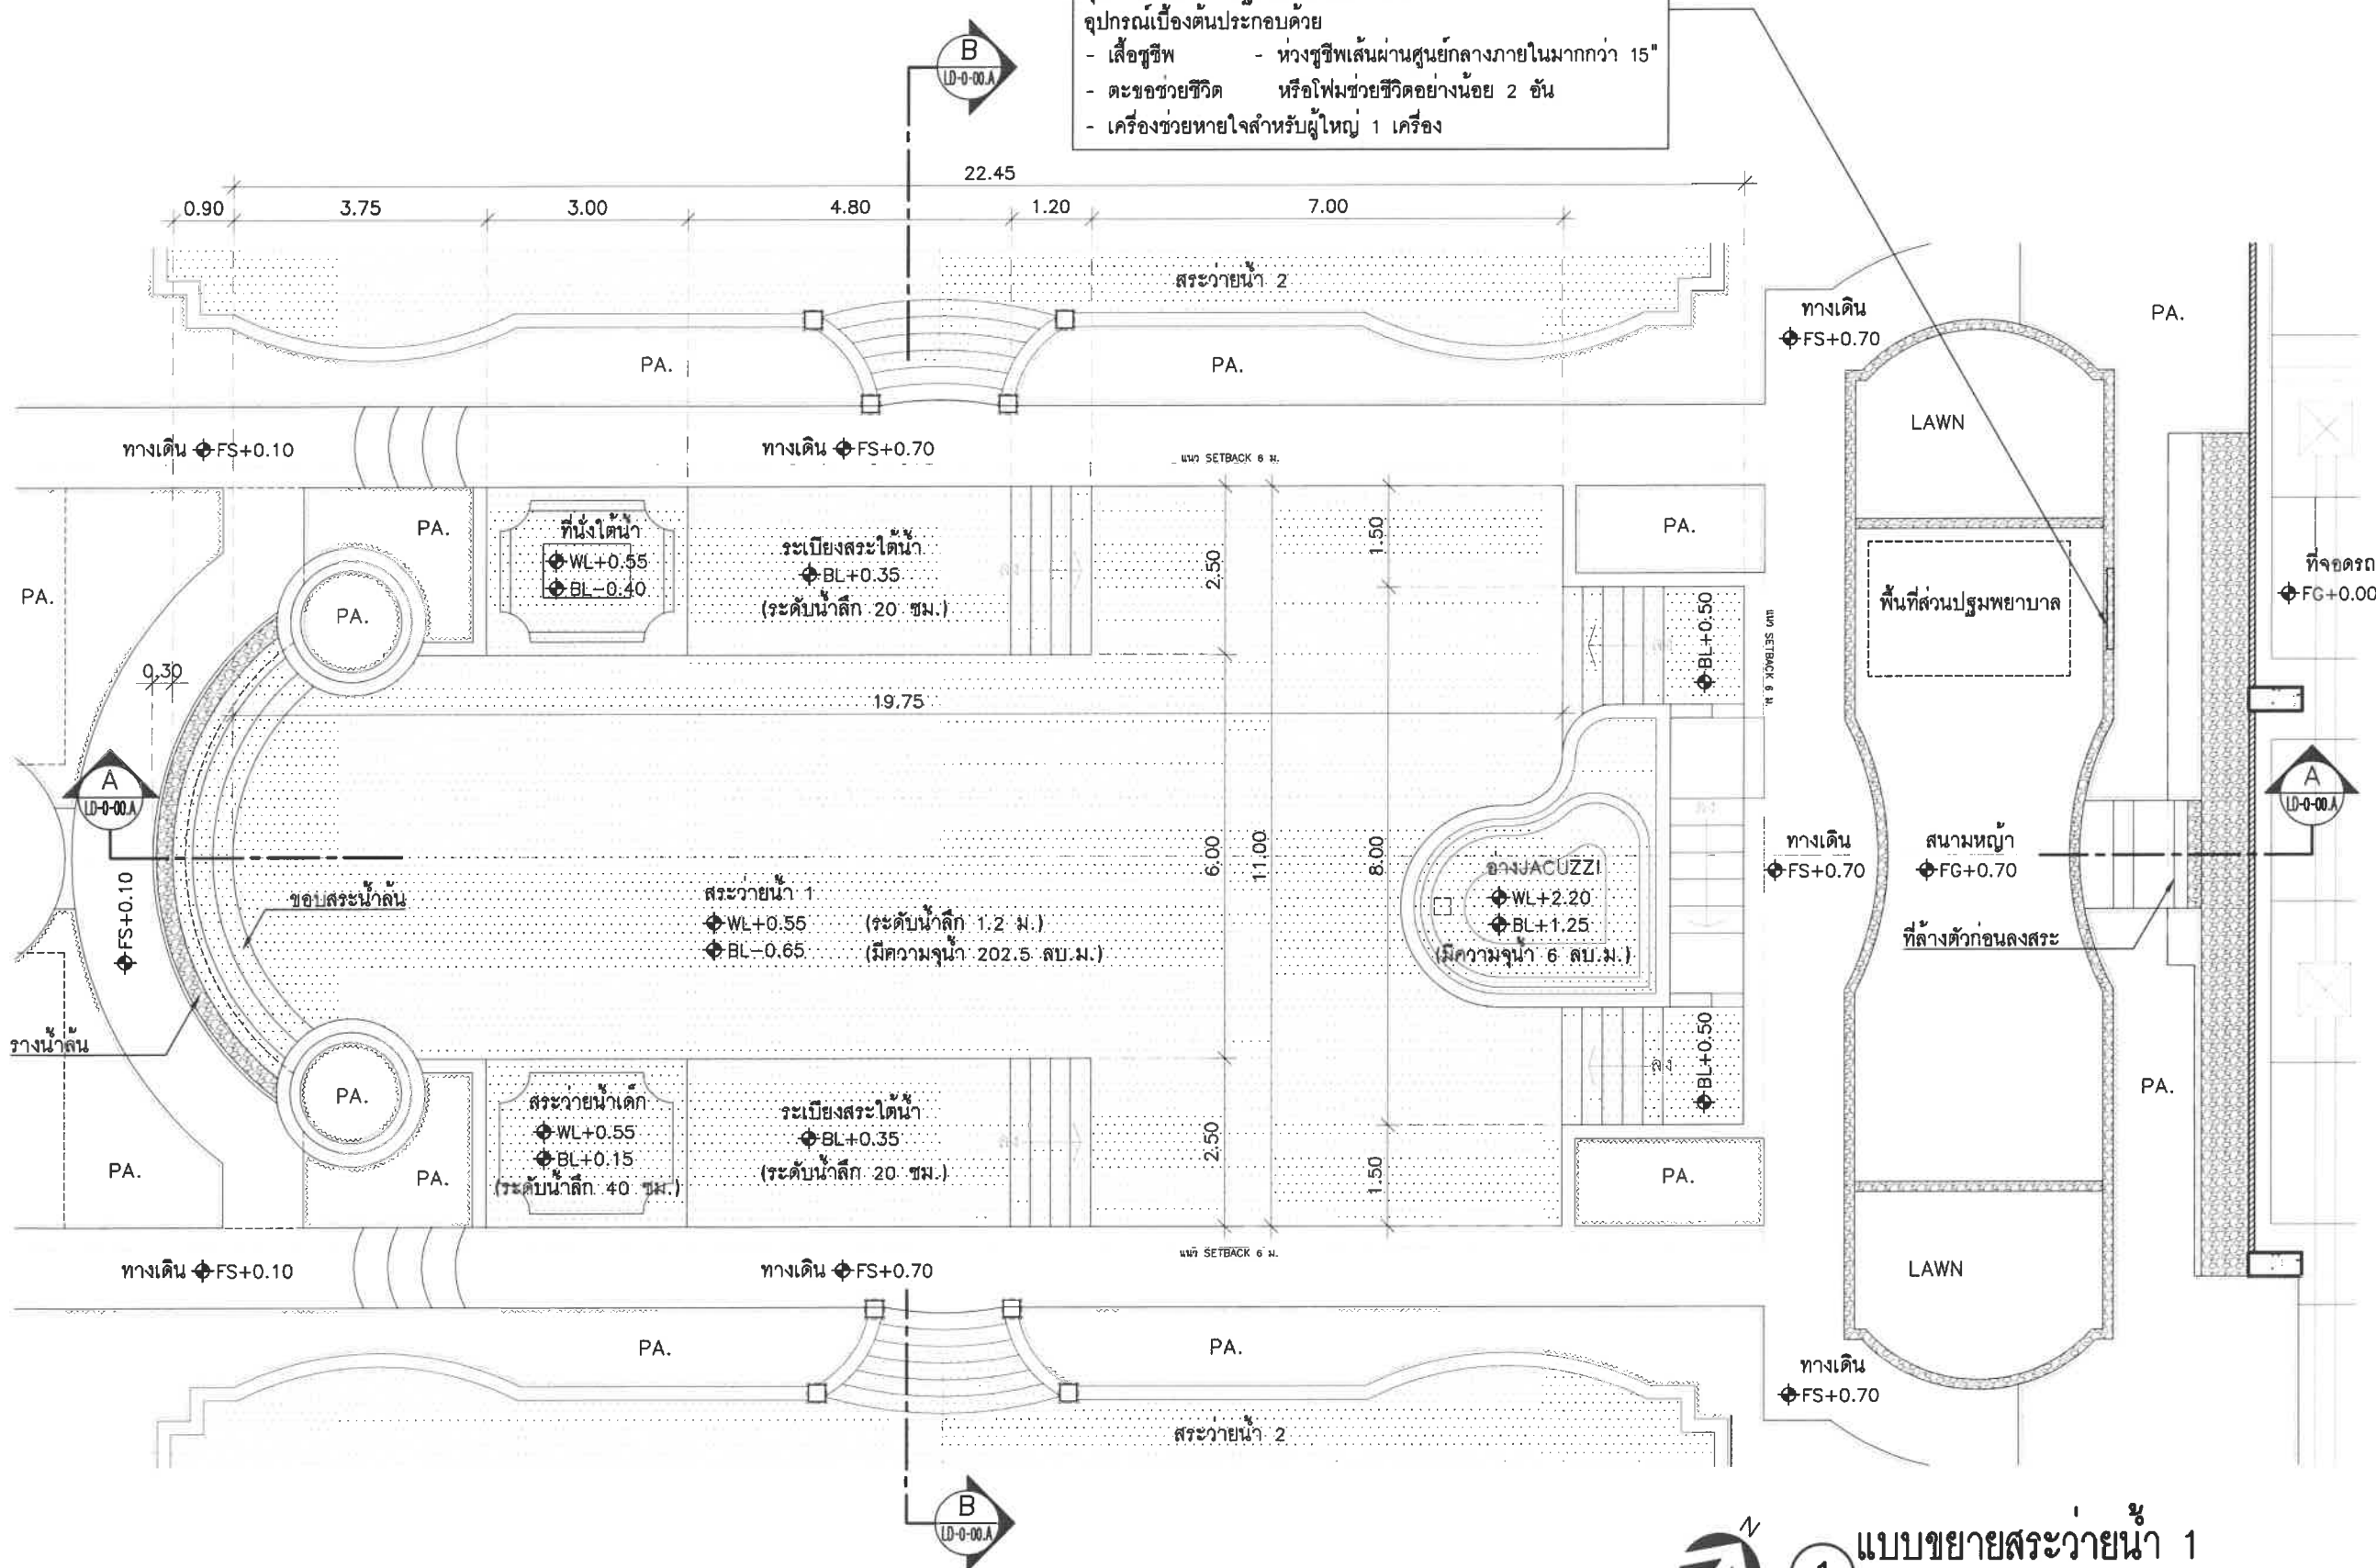 อุปกรณ์เบื้องต้นประกอบด้วย
- เสื้อชูชีพ - ห่วงชูชีพเส้นผ่านศูนย์กลางภายในมากกว่า 15"
- ตะขอช่วยชีวิต หรือโฟมช่วยชีวิตอย่างน้อย 2 อัน
- เครื่องช่วยหายใจสำหรับผู้ใหญ่ 1 เครื่อง
B
LD-0-00.A
22.45
0.90 3.75 3.00 4.80 1.20 7.00
สระว่ายน้ำ 2
ทางเดิน
FS+0.70
PA.
PA.
PA.
LAWN
ทางเดิน FS+0.10
ทางเดิน FS+0.70
แนว SETBACK 6 ม.
PA.
ที่นั่งใต้น้ำ
WL+0.55
BL-0.40
ระเบียงสระใต้น้ำ
BL+0.35
(ระดับน้ำลึก 20 ซม.)
2.50
1.50
PA.
ที่จอดรถ
FG+0.00
พื้นที่ส่วนปฐมพยาบาล
BL+0.50
แนว SETBACK 6 ม.
PA.
PA.
0.30
19.75
A
LD-0-00.A
A
LD-0-00.A
FS+0.10
ขอบสระน้ำล้น
สระว่ายน้ำ 1
WL+0.55 (ระดับน้ำลึก 1.2 ม.)
BL-0.65 (มีความจุน้ำ 202.5 ลบ.ม.)
6.00
11.00
8.00
อ่างJACUZZI
WL+2.20
BL+1.25
(มีความจุน้ำ 6 ลบ.ม.)
ทางเดิน
FS+0.70
สนามหญ้า
FG+0.70
ที่ล้างตัวก่อนลงสระ
รางน้ำล้น
PA.
PA.
PA.
สระว่ายน้ำเด็ก
WL+0.55
BL+0.15
(ระดับน้ำลึก 40 ซม.)
ระเบียงสระใต้น้ำ
BL+0.35
(ระดับน้ำลึก 20 ซม.)
2.50
1.50
BL+0.50
PA.
PA.
ทางเดิน FS+0.10
ทางเดิน FS+0.70
แนว SETBACK 6 ม.
LAWN
PA.
PA.
ทางเดิน
FS+0.70
สระว่ายน้ำ 2
B
LD-0-00.A
N
1
แบบขยายสระว่ายน้ำ 1